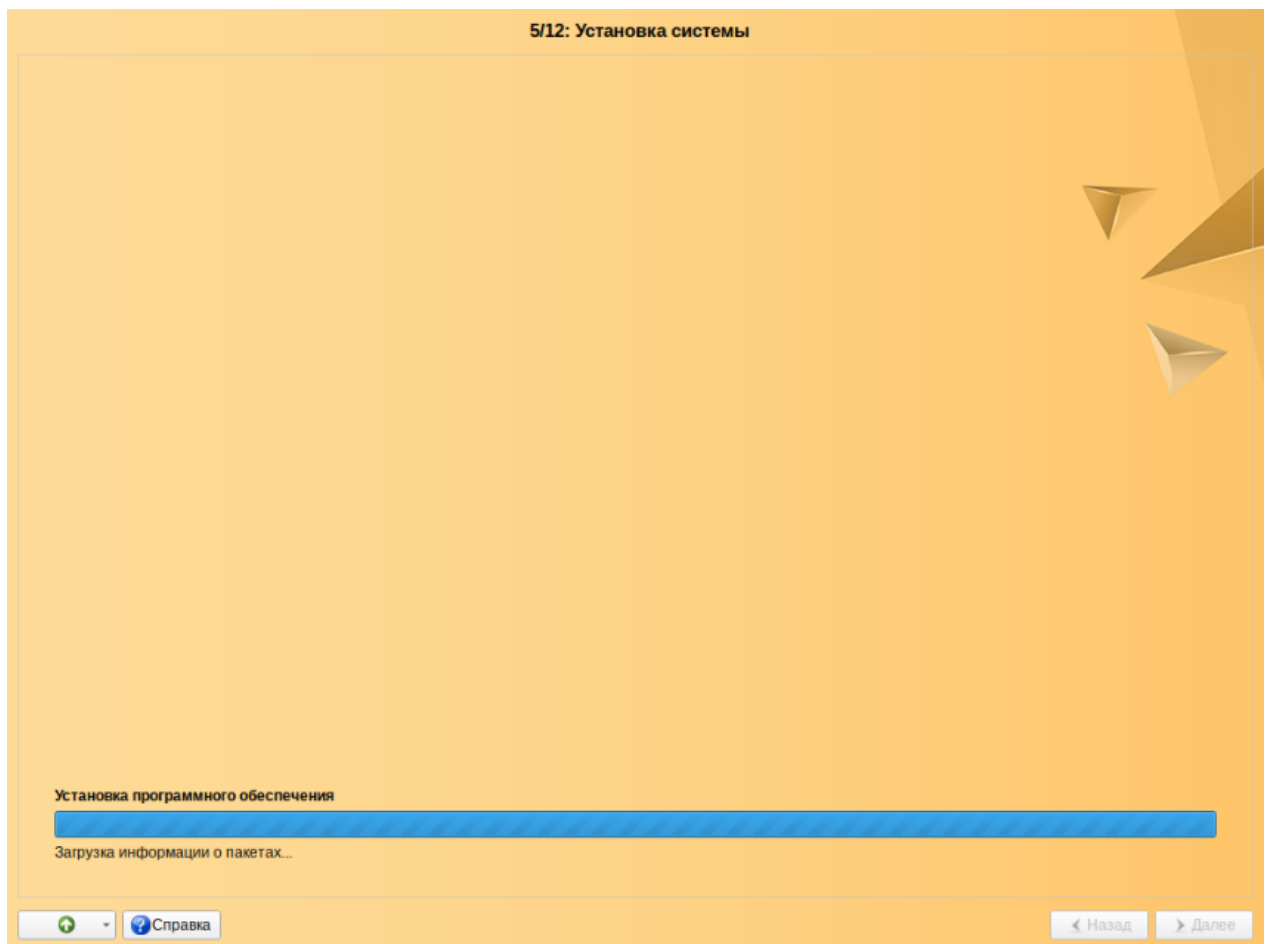 5/12: Установка системы
Установка программного обеспечения
Загрузка информации о пакетах...
Справка
Назад
Далее